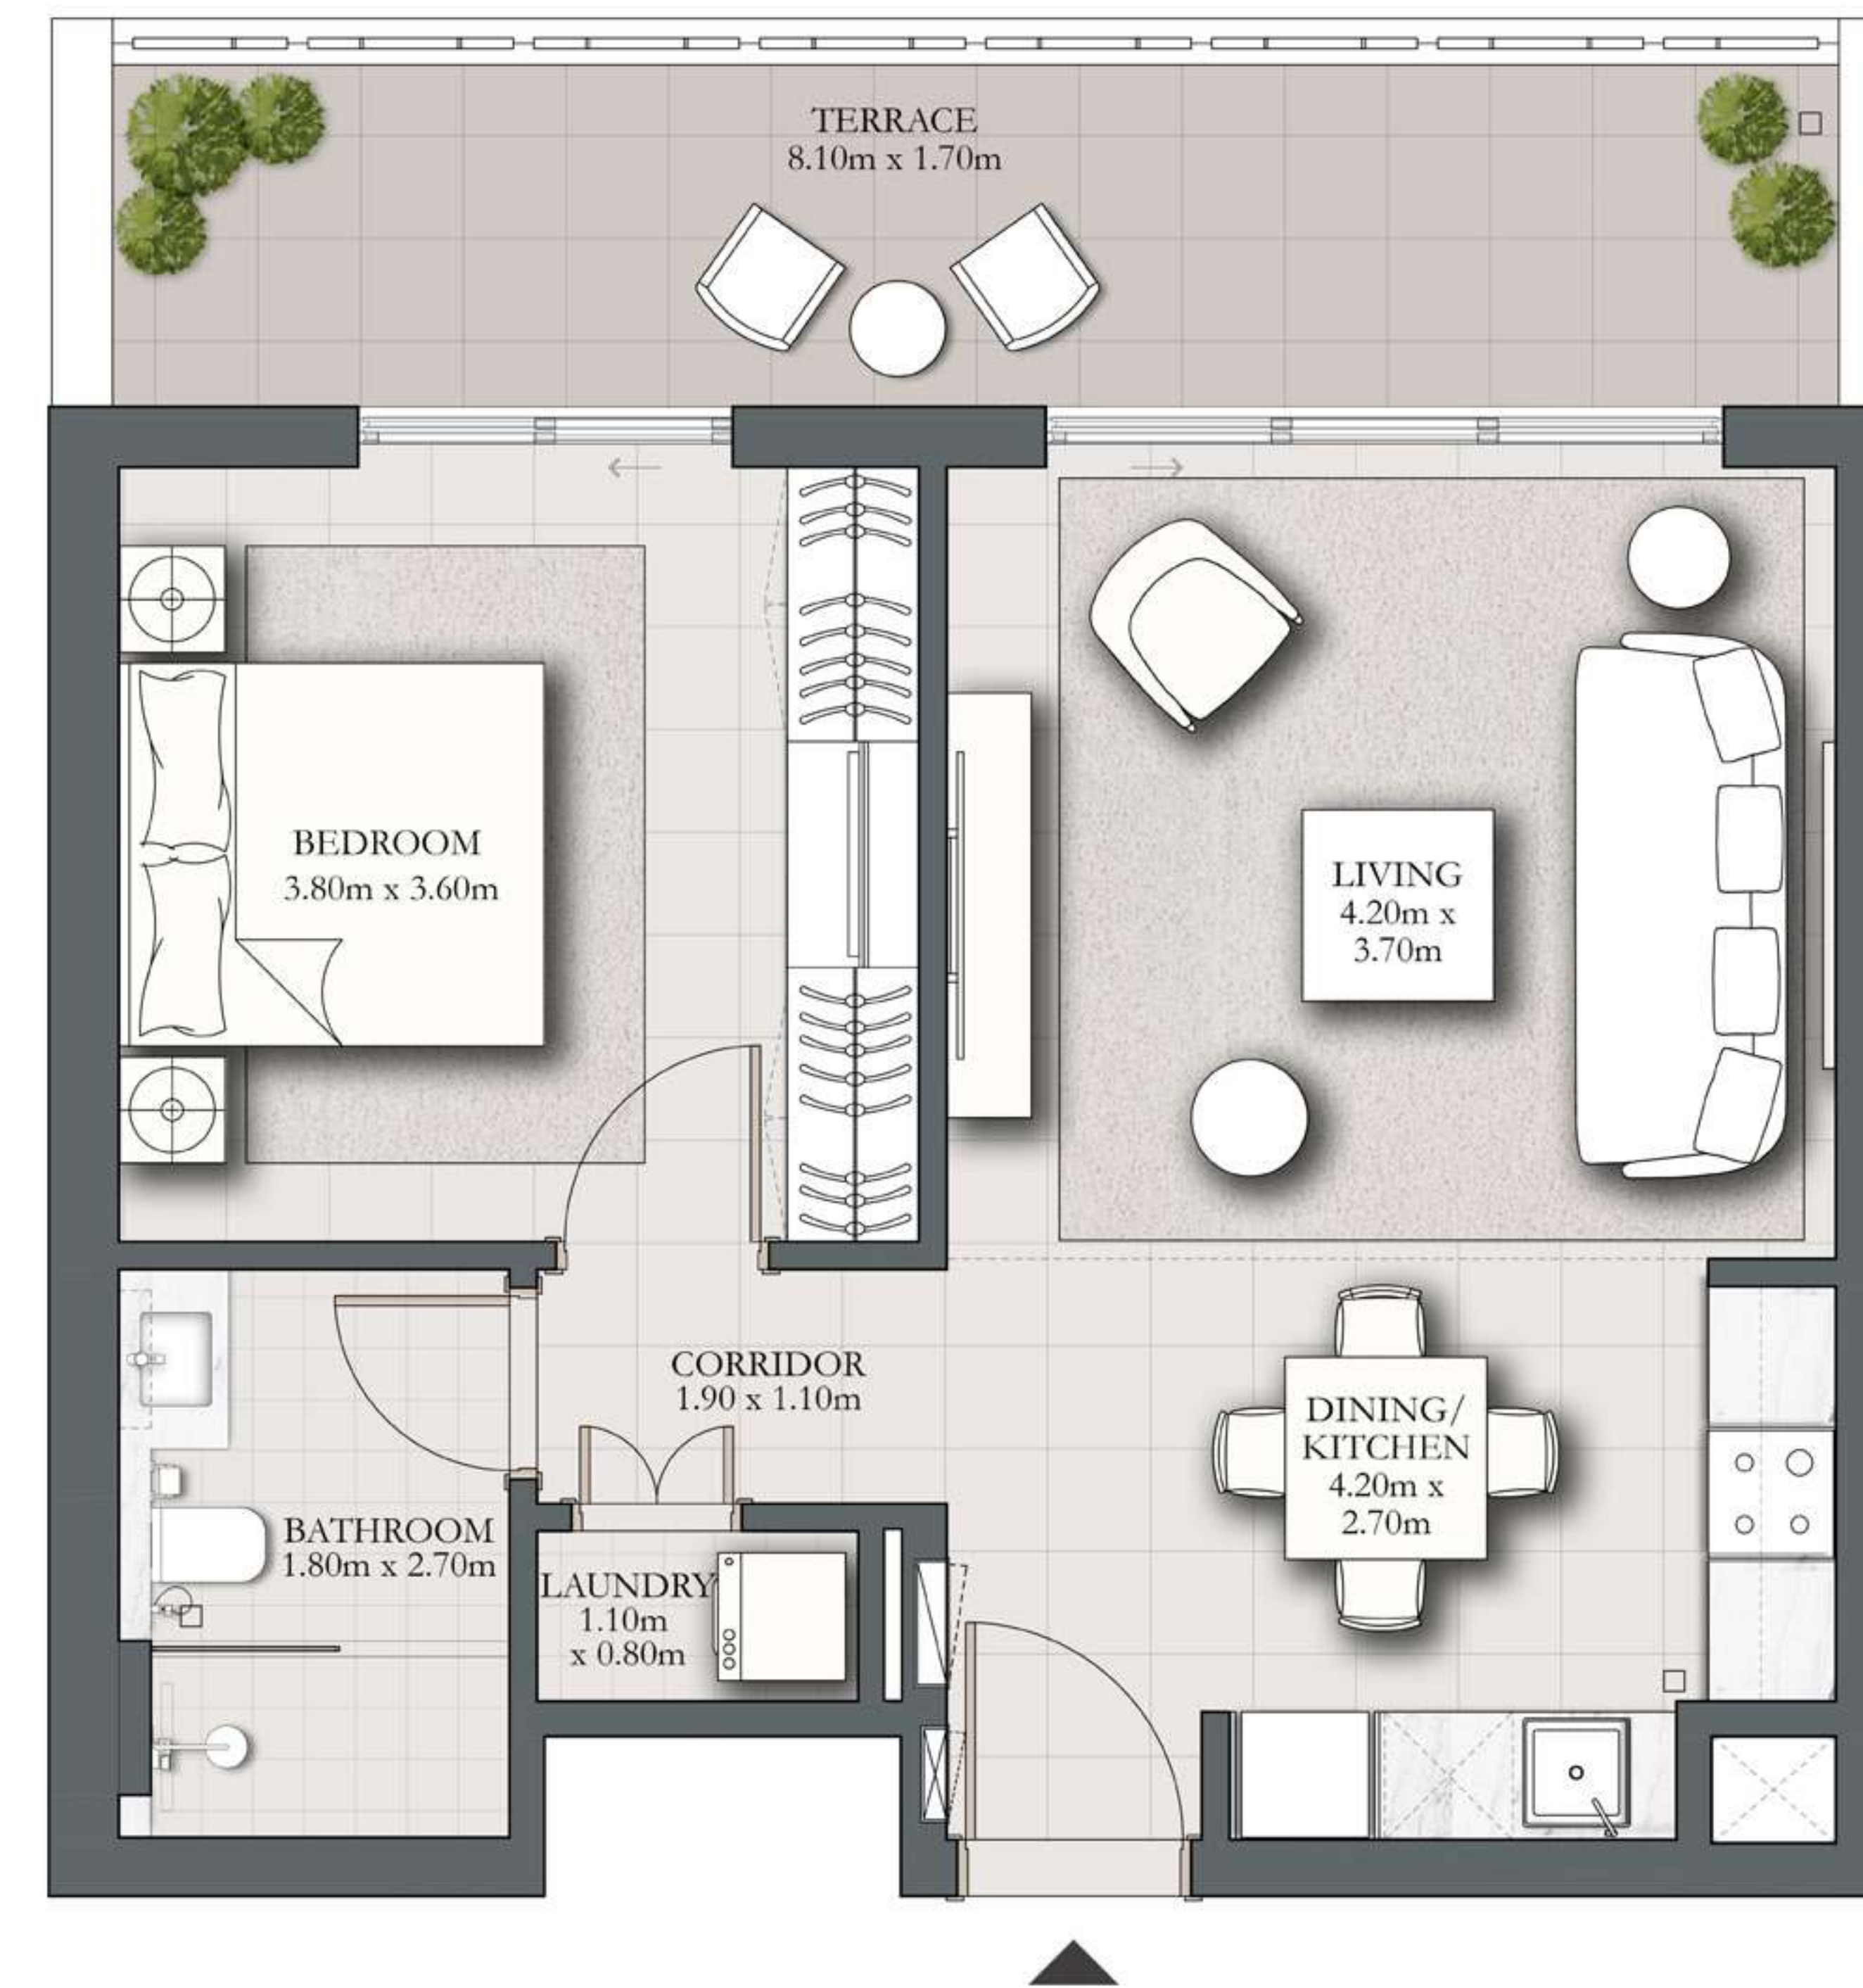 TERRACE
8.10m x 1.70m
BEDROOM
3.80m x 3.60m
LIVING
4.20m x
3.70m
CORRIDOR
1.90 x 1.10m
DINING/
KITCHEN
4.20m x
2.70m
BATHROOM
1.80m x 2.70m
LAUNDRY
1.10m
x 0.80m